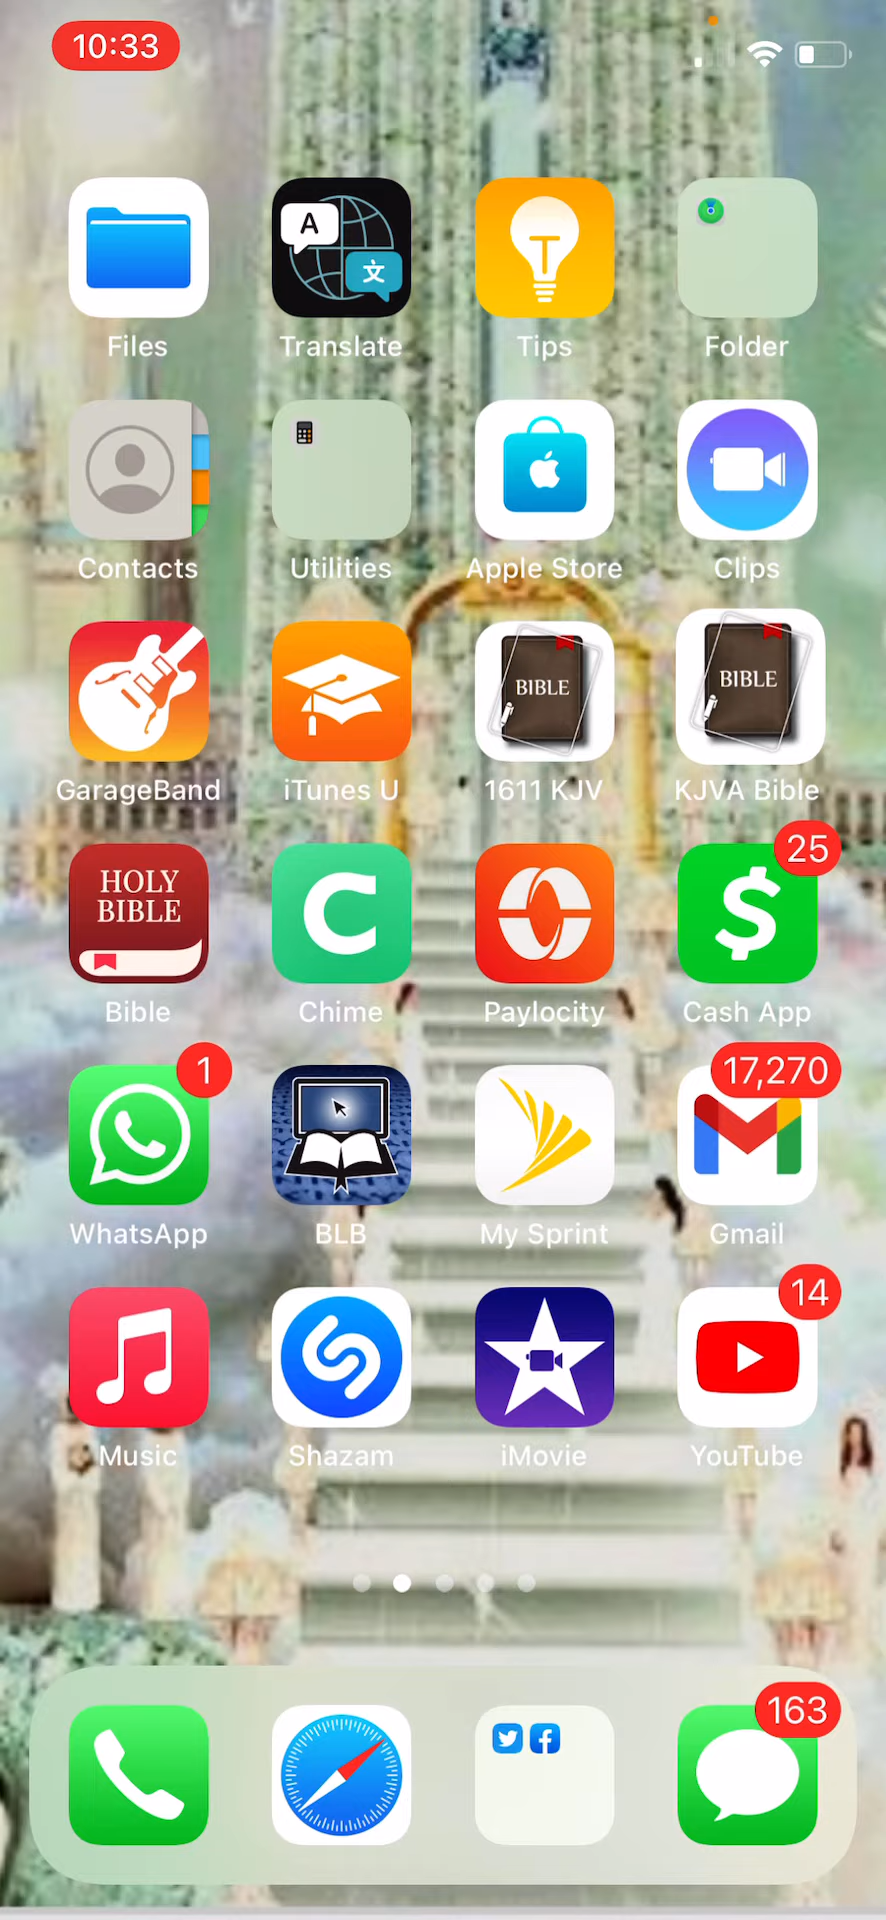 10:33
A
文
Files
Translate
Tips
Folder
Contacts
Utilities
Apple Store
Clips
BIBLE
BIBLE
GarageBand
iTunes U
1611 KJV
KJVA Bible
HOLY
BIBLE
C
$
25
Bible
Chime
Paylocity
Cash App
1
17,270
WhatsApp
BLB
My Sprint
Gmail
14
Music
Shazam
iMovie
YouTube
163